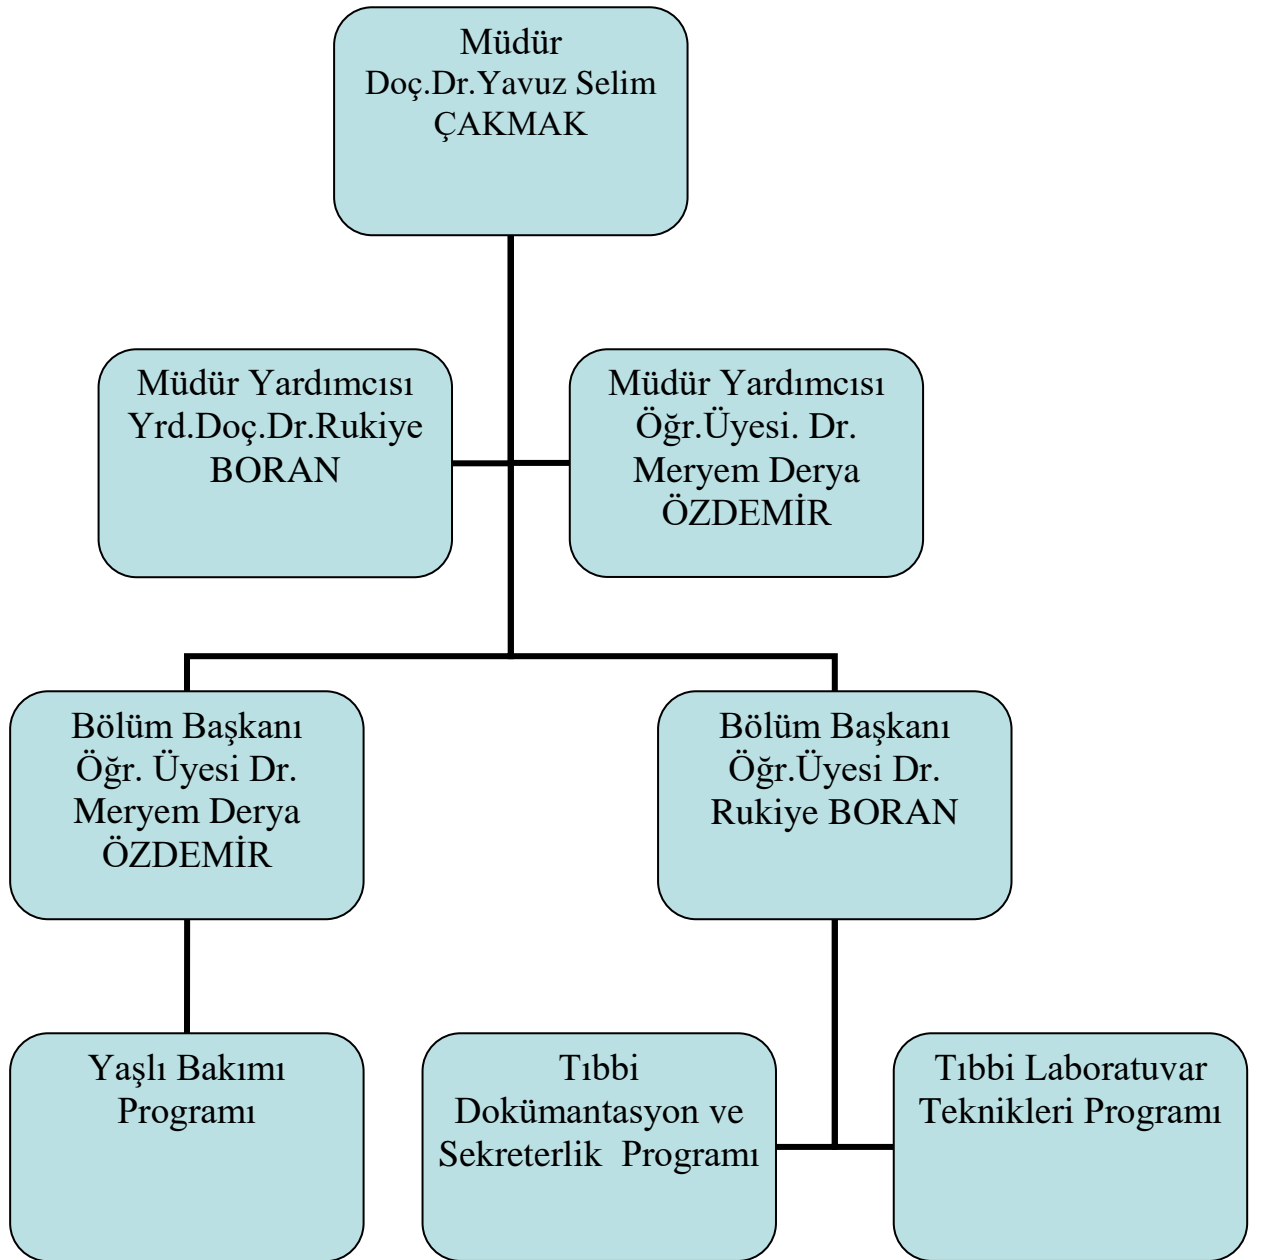 Müdür
Doç.Dr.Yavuz Selim
ÇAKMAK
Müdür Yardımcısı
Yrd.Doç.Dr.Rukiye
BORAN
Müdür Yardımcısı
Öğr.Üyesi. Dr.
Meryem Derya
ÖZDEMİR
Bölüm Başkanı
Öğr. Üyesi Dr.
Meryem Derya
ÖZDEMİR
Bölüm Başkanı
Öğr.Üyesi Dr.
Rukiye BORAN
Yaşlı Bakımı
Programı
Tıbbi
Dokümantasyon ve
Sekreterlik  Programı
Tıbbi Laboratuvar
Teknikleri Programı